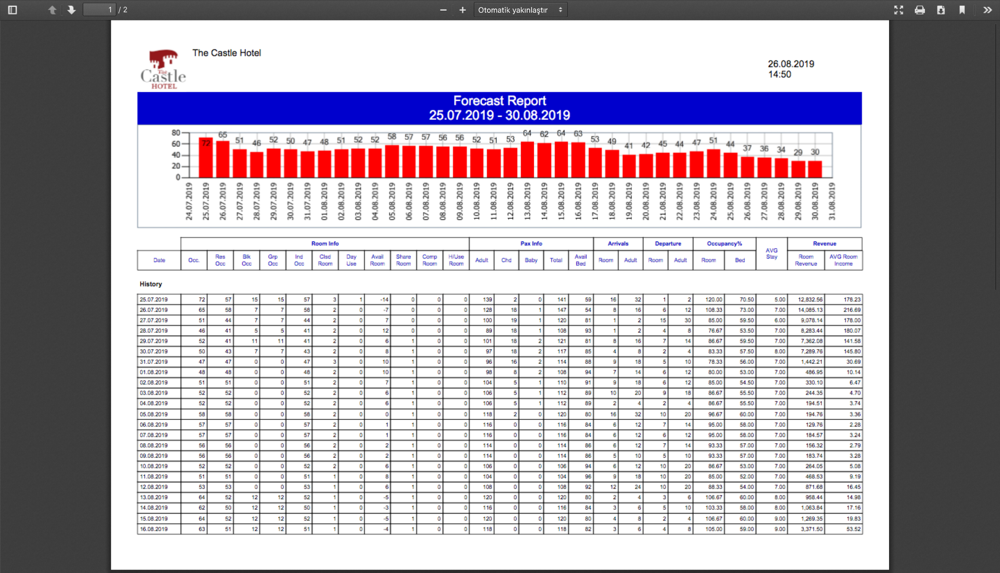 1 / 2
Otomatik yakınlaştır
The Castle Hotel
The
Castle
HOTEL
26.08.2019
14:50
Forecast Report
25.07.2019 - 30.08.2019
80
60
40
20
0
72 65 51 46 52 50 47 48 51 52 52 58 57 57 56 56 52 51 53 64 62 64 63 53 49 41 42 45 44 47 51 44 37 36 34 29 30
24.07.2019 25.07.2019 26.07.2019 27.07.2019 28.07.2019 29.07.2019 30.07.2019 31.07.2019 01.08.2019 02.08.2019 03.08.2019 04.08.2019 05.08.2019 06.08.2019 07.08.2019 08.08.2019 09.08.2019 10.08.2019 11.08.2019 12.08.2019 13.08.2019 14.08.2019 15.08.2019 16.08.2019 17.08.2019 18.08.2019 19.08.2019 20.08.2019 21.08.2019 22.08.2019 23.08.2019 24.08.2019 25.08.2019 26.08.2019 27.08.2019 28.08.2019 29.08.2019 30.08.2019 31.08.2019
Room Info Pax Info Arrivals Departure Occupancy% AVG Stay Revenue
Date Occ. Res Occ Blk Occ Grp Occ Ind Occ Clsd Room Day Use Avail Room Share Room Comp Room H/Use Room Adult Chd Baby Total Avail Bed Room Adult Room Adult Room Bed Room Revenue AVG Room Income
History
25.07.2019 72 57 15 15 57 3 1 -14 0 0 0 139 2 0 141 59 16 32 1 2 120.00 70.50 5.00 12,832.56 178.23
26.07.2019 65 58 7 7 58 2 0 -7 0 0 0 128 18 1 147 54 8 16 6 12 108.33 73.00 7.00 14,085.13 216.69
27.07.2019 51 44 7 7 44 2 0 7 0 0 0 100 19 1 120 81 1 2 15 30 85.00 59.50 6.00 9,078.14 178.00
28.07.2019 46 41 5 5 41 2 0 12 0 0 0 89 18 1 108 93 1 2 4 8 76.67 53.50 7.00 8,283.44 180.07
29.07.2019 52 41 11 11 41 2 0 6 1 0 0 101 18 2 121 81 8 16 7 14 86.67 59.50 7.00 7,362.08 141.58
30.07.2019 50 43 7 7 43 2 0 8 1 0 0 97 18 2 117 85 4 8 2 4 83.33 57.50 8.00 7,289.76 145.80
31.07.2019 47 47 0 0 47 3 0 10 1 0 0 96 16 2 114 88 9 18 5 10 78.33 56.00 7.00 1,442.21 30.69
01.08.2019 48 48 0 0 48 2 0 10 1 0 0 98 8 2 108 94 7 14 6 12 80.00 53.00 7.00 486.95 10.14
02.08.2019 51 51 0 0 51 2 0 7 1 0 0 104 5 1 110 91 9 18 6 12 85.00 54.50 7.00 330.10 6.47
03.08.2019 52 52 0 0 52 2 0 6 1 0 0 106 5 1 112 89 10 20 9 18 86.67 55.50 7.00 244.35 4.70
04.08.2019 52 52 0 0 52 2 0 6 1 0 0 106 5 1 112 89 2 4 2 4 86.67 55.50 7.00 194.51 3.74
05.08.2019 58 58 0 0 58 2 0 0 1 0 0 118 2 0 120 80 16 32 10 20 96.67 60.00 7.00 194.76 3.36
06.08.2019 57 57 0 0 57 2 0 1 1 0 0 116 0 0 116 84 6 12 7 14 95.00 58.00 7.00 129.76 2.28
07.08.2019 57 57 0 0 57 2 0 1 1 0 0 116 0 0 116 84 6 12 6 12 95.00 58.00 7.00 184.57 3.24
08.08.2019 56 56 0 0 56 2 0 2 1 0 0 114 0 0 114 86 6 12 7 14 93.33 57.00 7.00 156.32 2.79
09.08.2019 56 56 0 0 56 2 0 2 1 0 0 114 0 0 114 86 5 10 5 10 93.33 57.00 7.00 183.74 3.28
10.08.2019 52 52 0 0 52 2 0 6 1 0 0 106 0 0 106 94 6 12 10 20 86.67 53.00 7.00 264.05 5.08
11.08.2019 51 51 0 0 51 1 0 8 1 0 0 104 0 0 104 96 9 18 10 20 85.00 52.00 7.00 468.53 9.19
12.08.2019 53 53 0 0 53 1 0 6 1 0 0 108 0 0 108 92 12 24 10 20 88.33 54.00 7.00 871.68 16.45
13.08.2019 64 52 12 12 52 1 0 -5 1 0 0 120 0 0 120 80 2 4 3 6 106.67 60.00 8.00 958.44 14.98
14.08.2019 62 50 12 12 50 1 0 -3 1 0 0 116 0 0 116 84 3 6 5 10 103.33 58.00 8.00 1,063.84 17.16
15.08.2019 64 52 12 12 52 1 0 -5 1 0 0 120 0 0 120 80 4 8 2 4 106.67 60.00 9.00 1,269.35 19.83
16.08.2019 63 51 12 12 51 1 0 -4 1 0 0 118 0 0 118 82 3 6 4 8 105.00 59.00 9.00 3,371.50 53.52